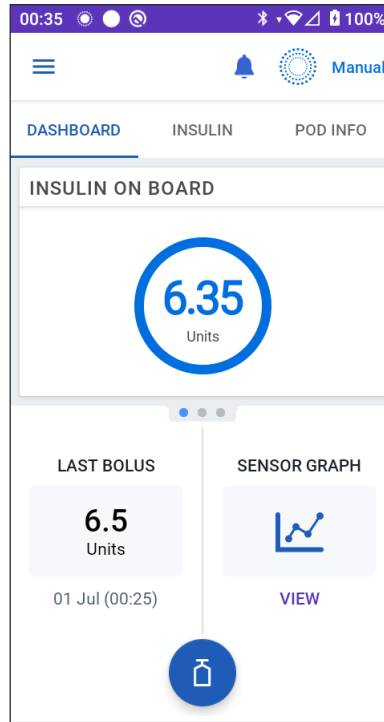 00:35 100%
Manual
DASHBOARD INSULIN POD INFO
INSULIN ON BOARD
6.35
Units
LAST BOLUS SENSOR GRAPH
6.5
Units
01 Jul (00:25) VIEW